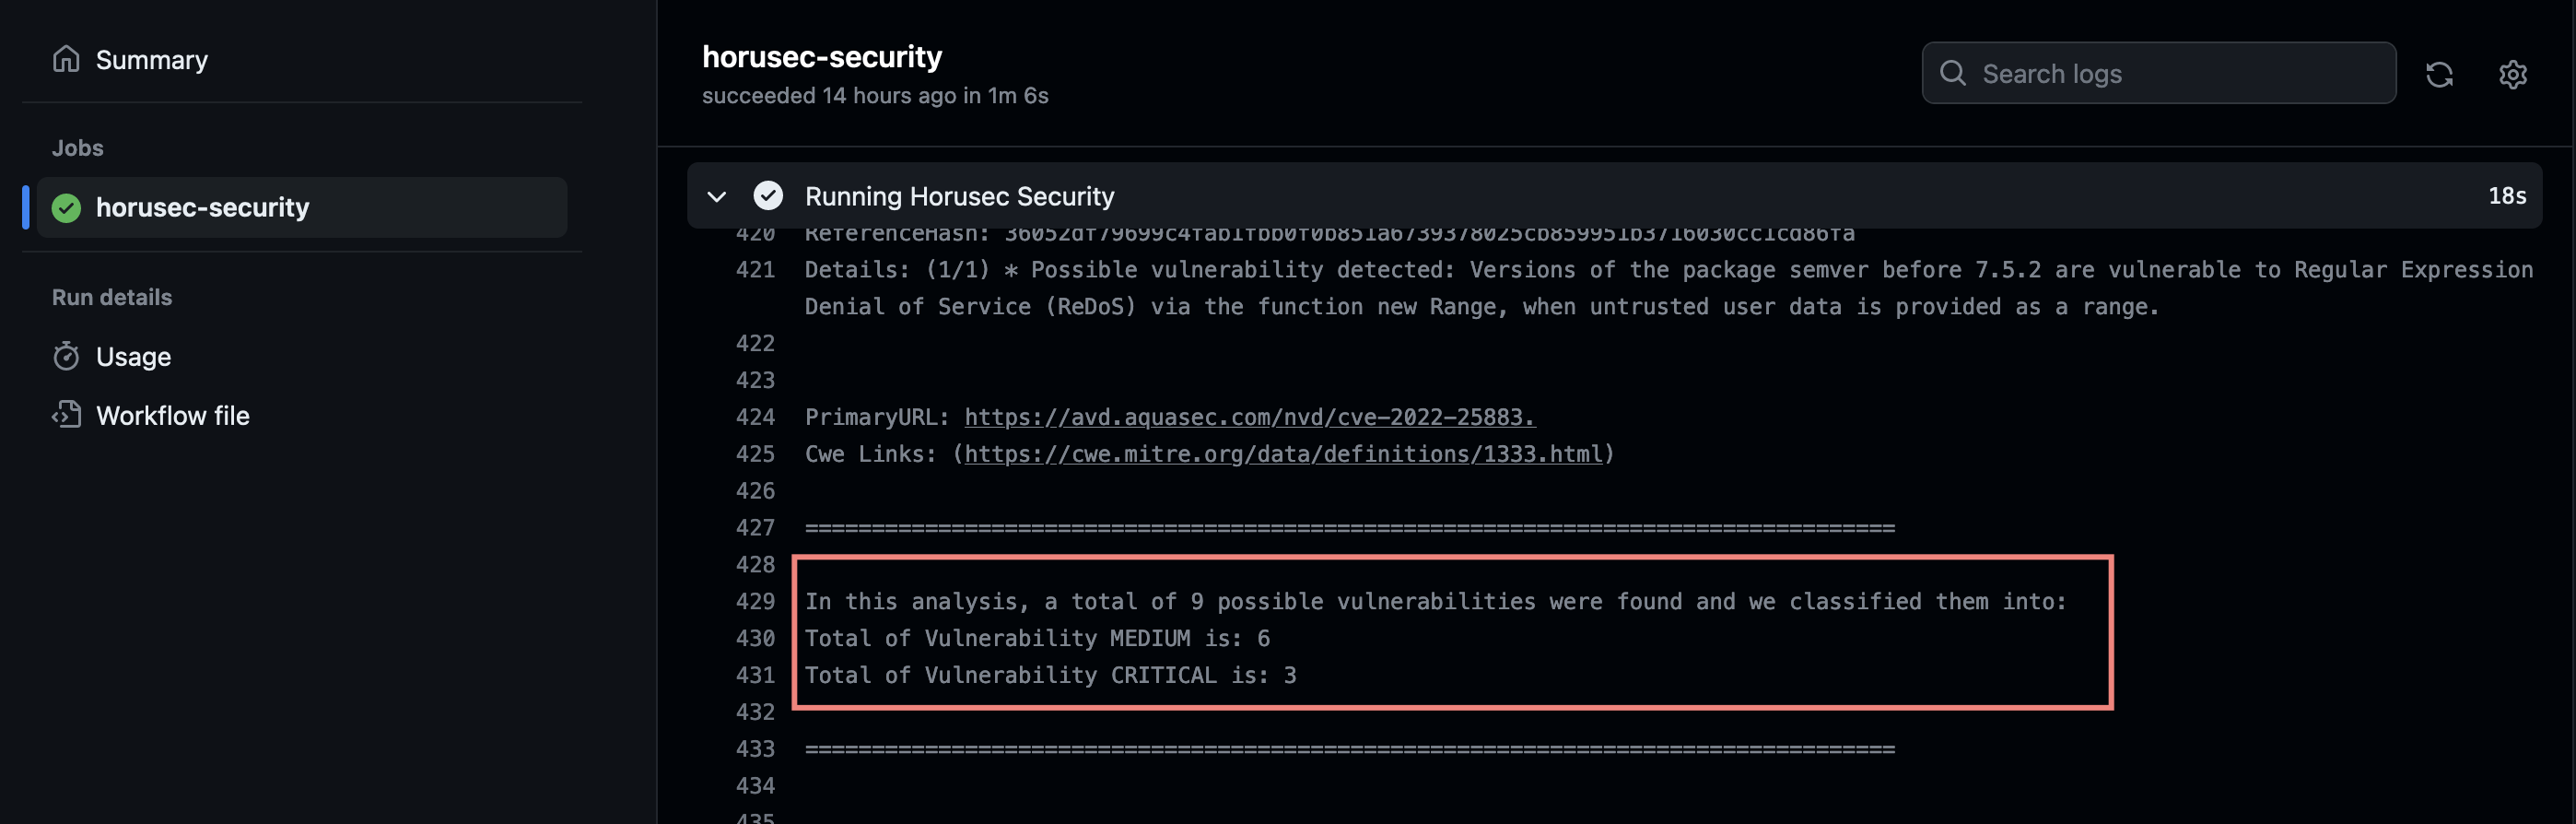 Summary
Jobs
horusec-security
Run details
Usage
Workflow file
horusec-security
succeeded 14 hours ago in 1m 6s
Search logs
Running Horusec Security
18s
420 ReferenceHash:
421 Details: (1/1) * Possible vulnerability detected: Versions of the package semver before 7.5.2 are vulnerable to Regular Expression
Denial of Service (ReDoS) via the function new Range, when untrusted user data is provided as a range.
422
423
424 PrimaryURL: https://avd.aquasec.com/nvd/cve-2022-25883.
425 Cwe Links: (https://cwe.mitre.org/data/definitions/1333.html)
426
427 ==================================================================================
428
429 In this analysis, a total of 9 possible vulnerabilities were found and we classified them into:
430 Total of Vulnerability MEDIUM is: 6
431 Total of Vulnerability CRITICAL is: 3
432
433 ==================================================================================
434
435